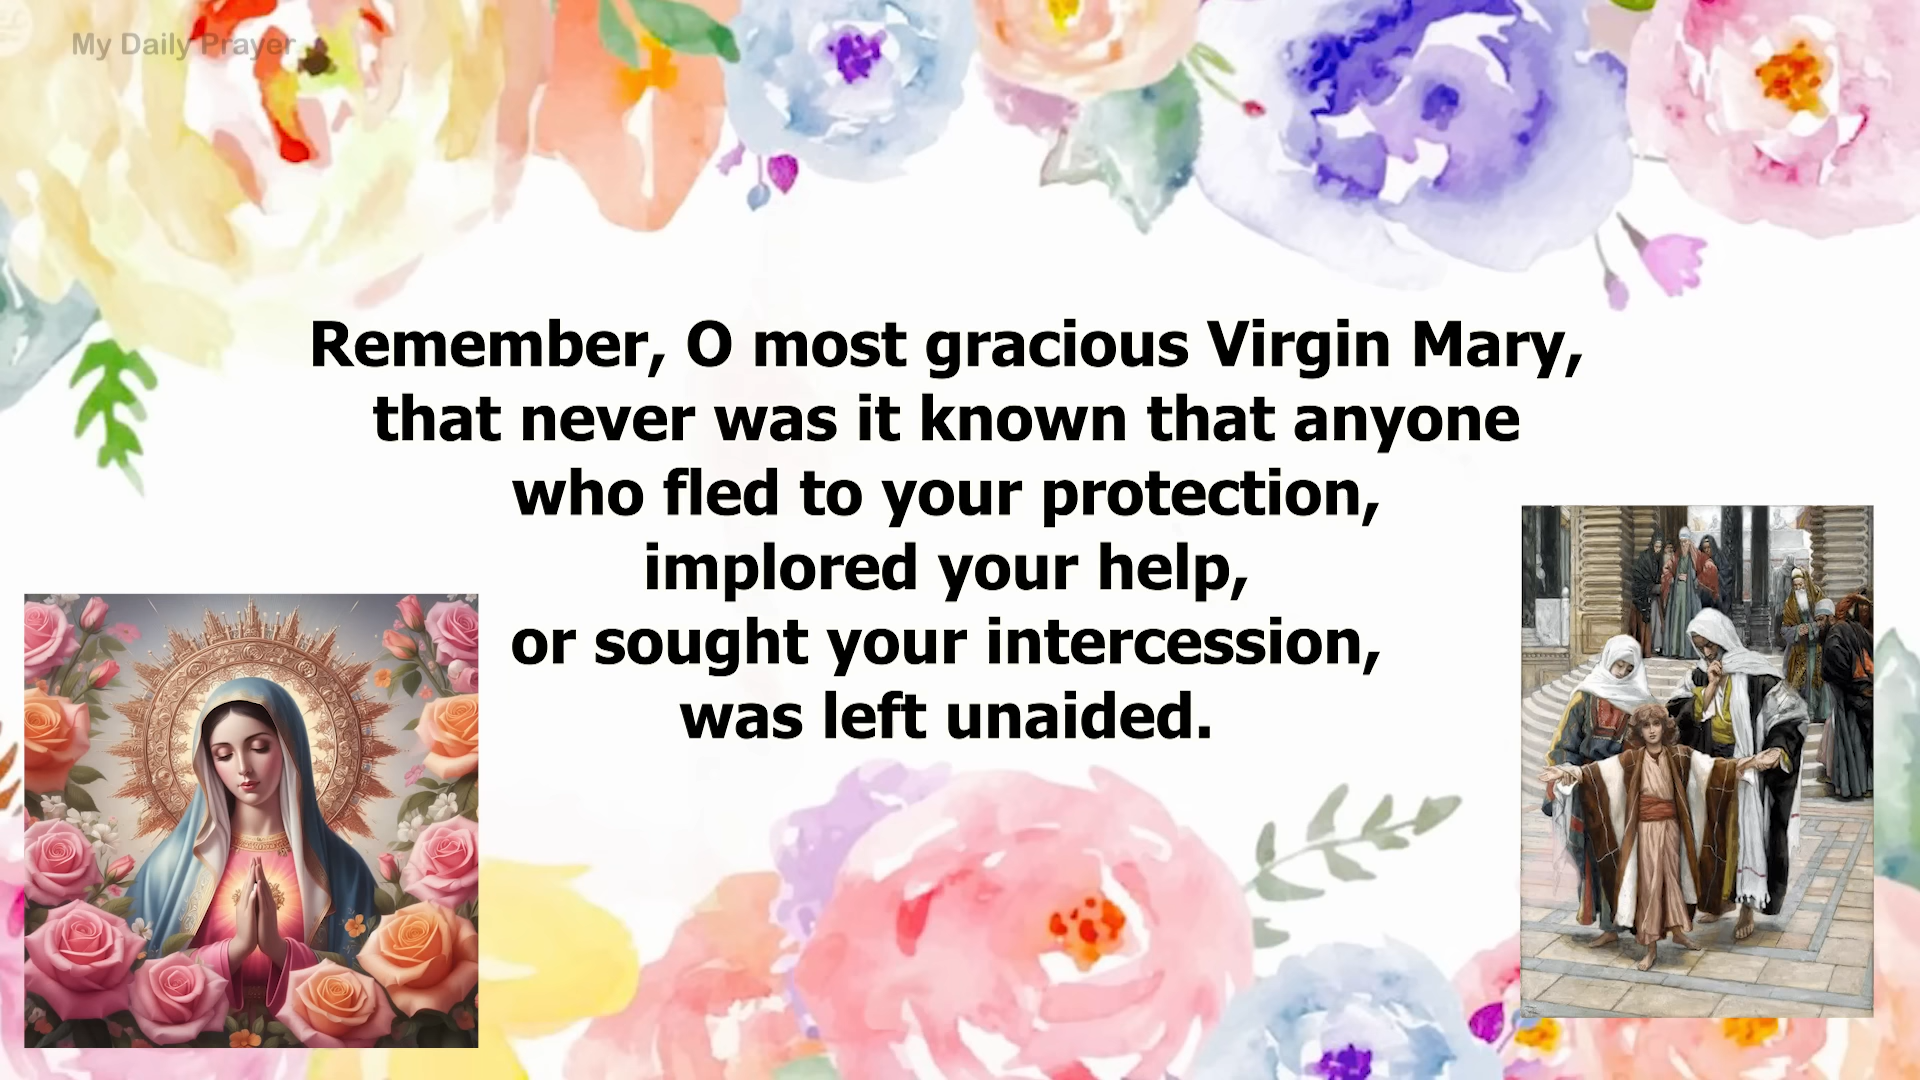 My Daily Prayer
Remember, O most gracious Virgin Mary,
that never was it known that anyone
who fled to your protection,
implored your help,
or sought your intercession,
was left unaided.